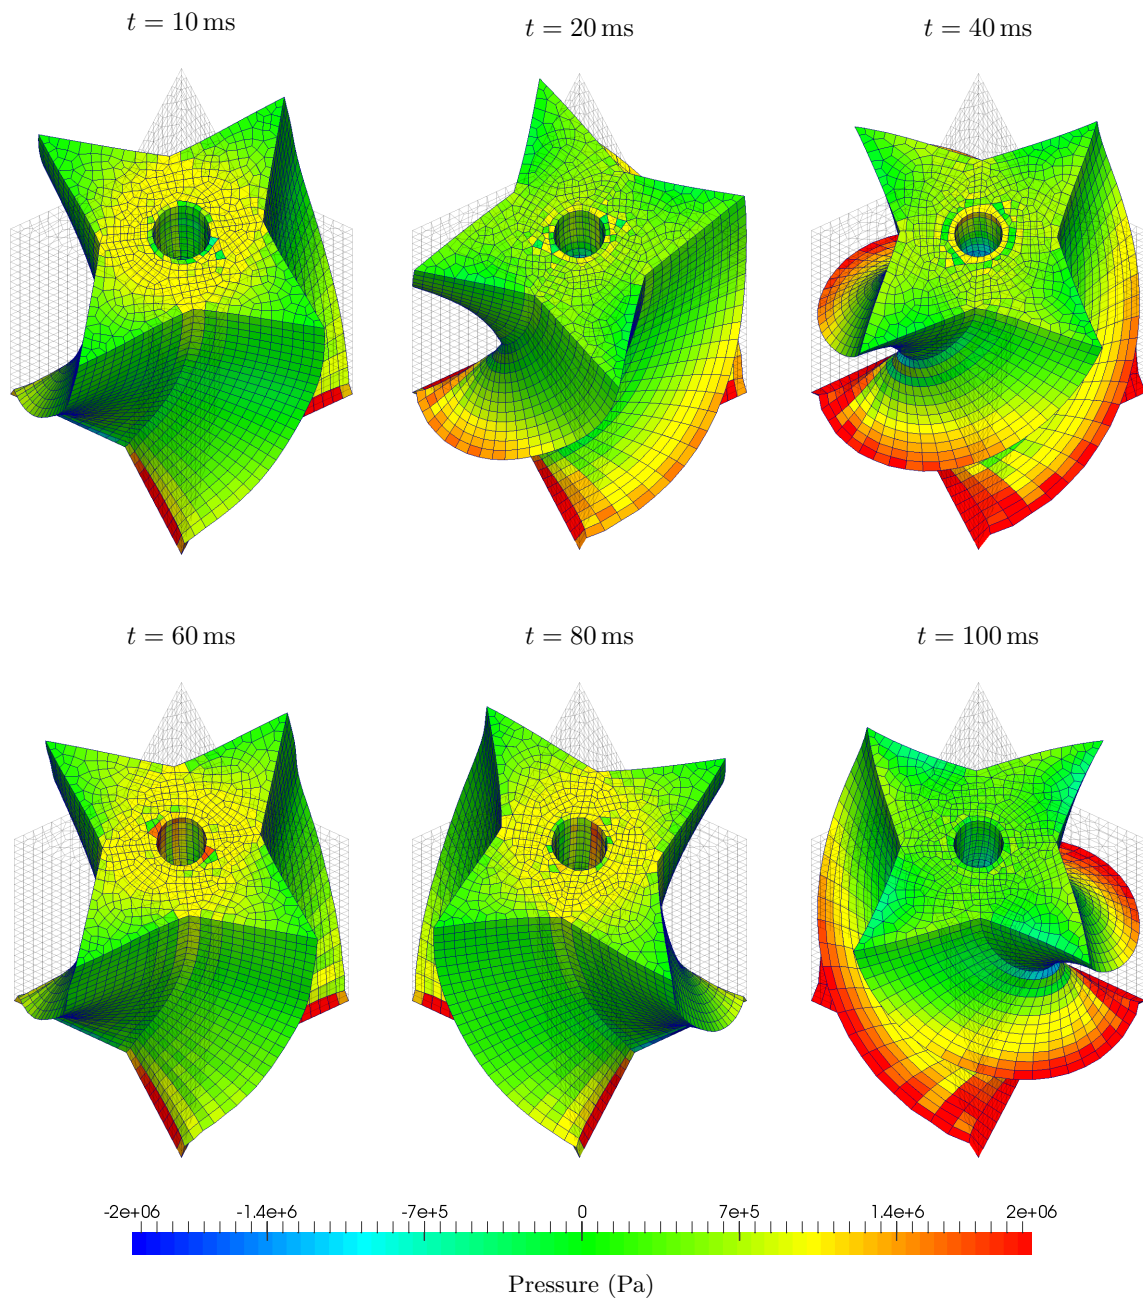 t = 10 ms
t = 20 ms
t = 40 ms
t = 60 ms
t = 80 ms
t = 100 ms
-2e+06 -1.4e+6 -7e+5 0 7e+5 1.4e+6 2e+06
Pressure (Pa)